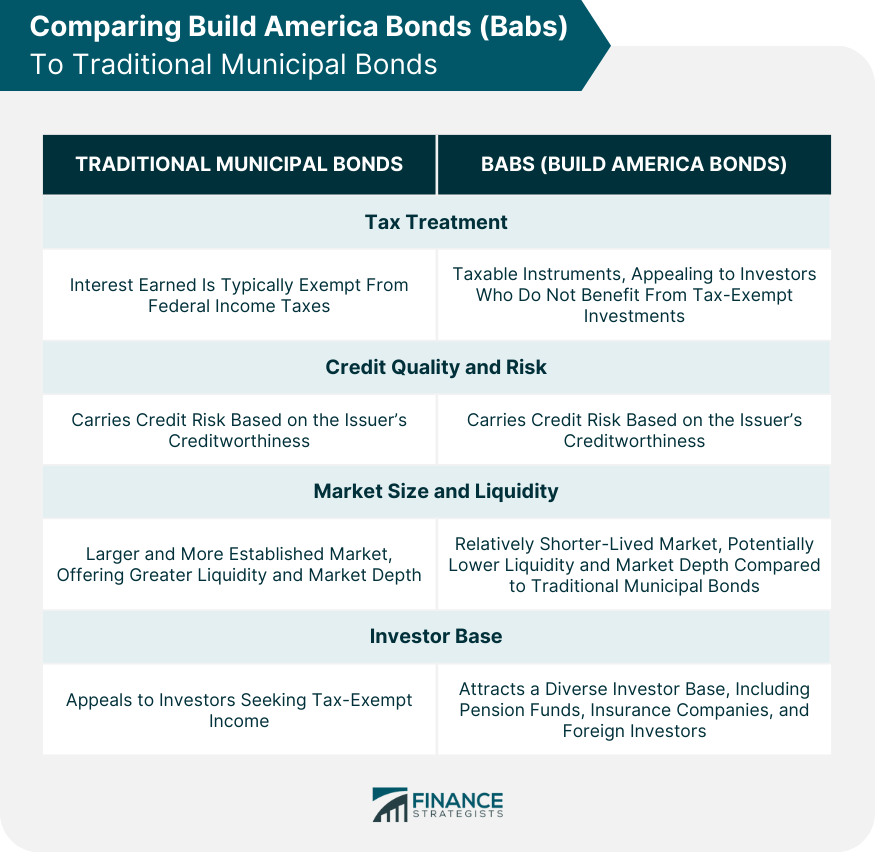 Comparing Build America Bonds (Babs)
To Traditional Municipal Bonds
TRADITIONAL MUNICIPAL BONDS
BABS (BUILD AMERICA BONDS)
Tax Treatment
Interest Earned Is Typically Exempt From
Federal Income Taxes
Taxable Instruments, Appealing to Investors
Who Do Not Benefit From Tax-Exempt
Investments
Credit Quality and Risk
Carries Credit Risk Based on the Issuer’s
Creditworthiness
Carries Credit Risk Based on the Issuer’s
Creditworthiness
Market Size and Liquidity
Larger and More Established Market,
Offering Greater Liquidity and Market Depth
Relatively Shorter-Lived Market, Potentially
Lower Liquidity and Market Depth Compared
to Traditional Municipal Bonds
Investor Base
Appeals to Investors Seeking Tax-Exempt
Income
Attracts a Diverse Investor Base, Including
Pension Funds, Insurance Companies, and
Foreign Investors
FINANCE
STRATEGISTS